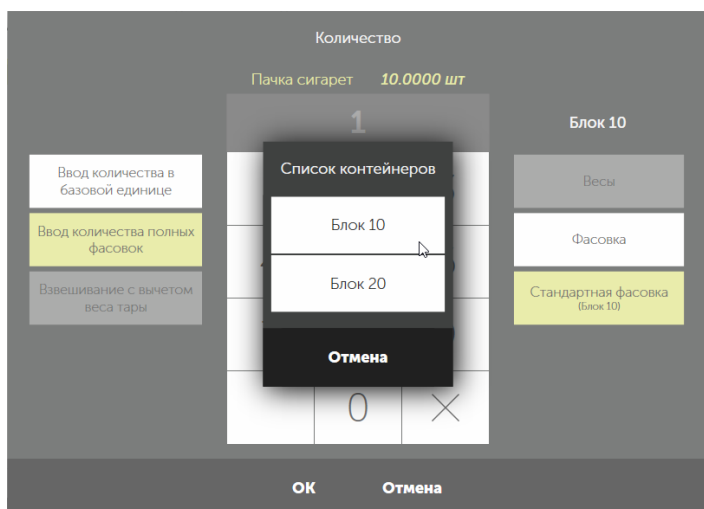 Количество
Пачка сигарет 10.0000 шт
1
Блок 10
Список контейнеров
Ввод количества в
базовой единице
Весы
Блок 10
Ввод количества полных
фасовок
Фасовка
Блок 20
Взвешивание с вычетом
веса тары
Стандартная фасовка
(Блок 10)
Отмена
0
OK Отмена